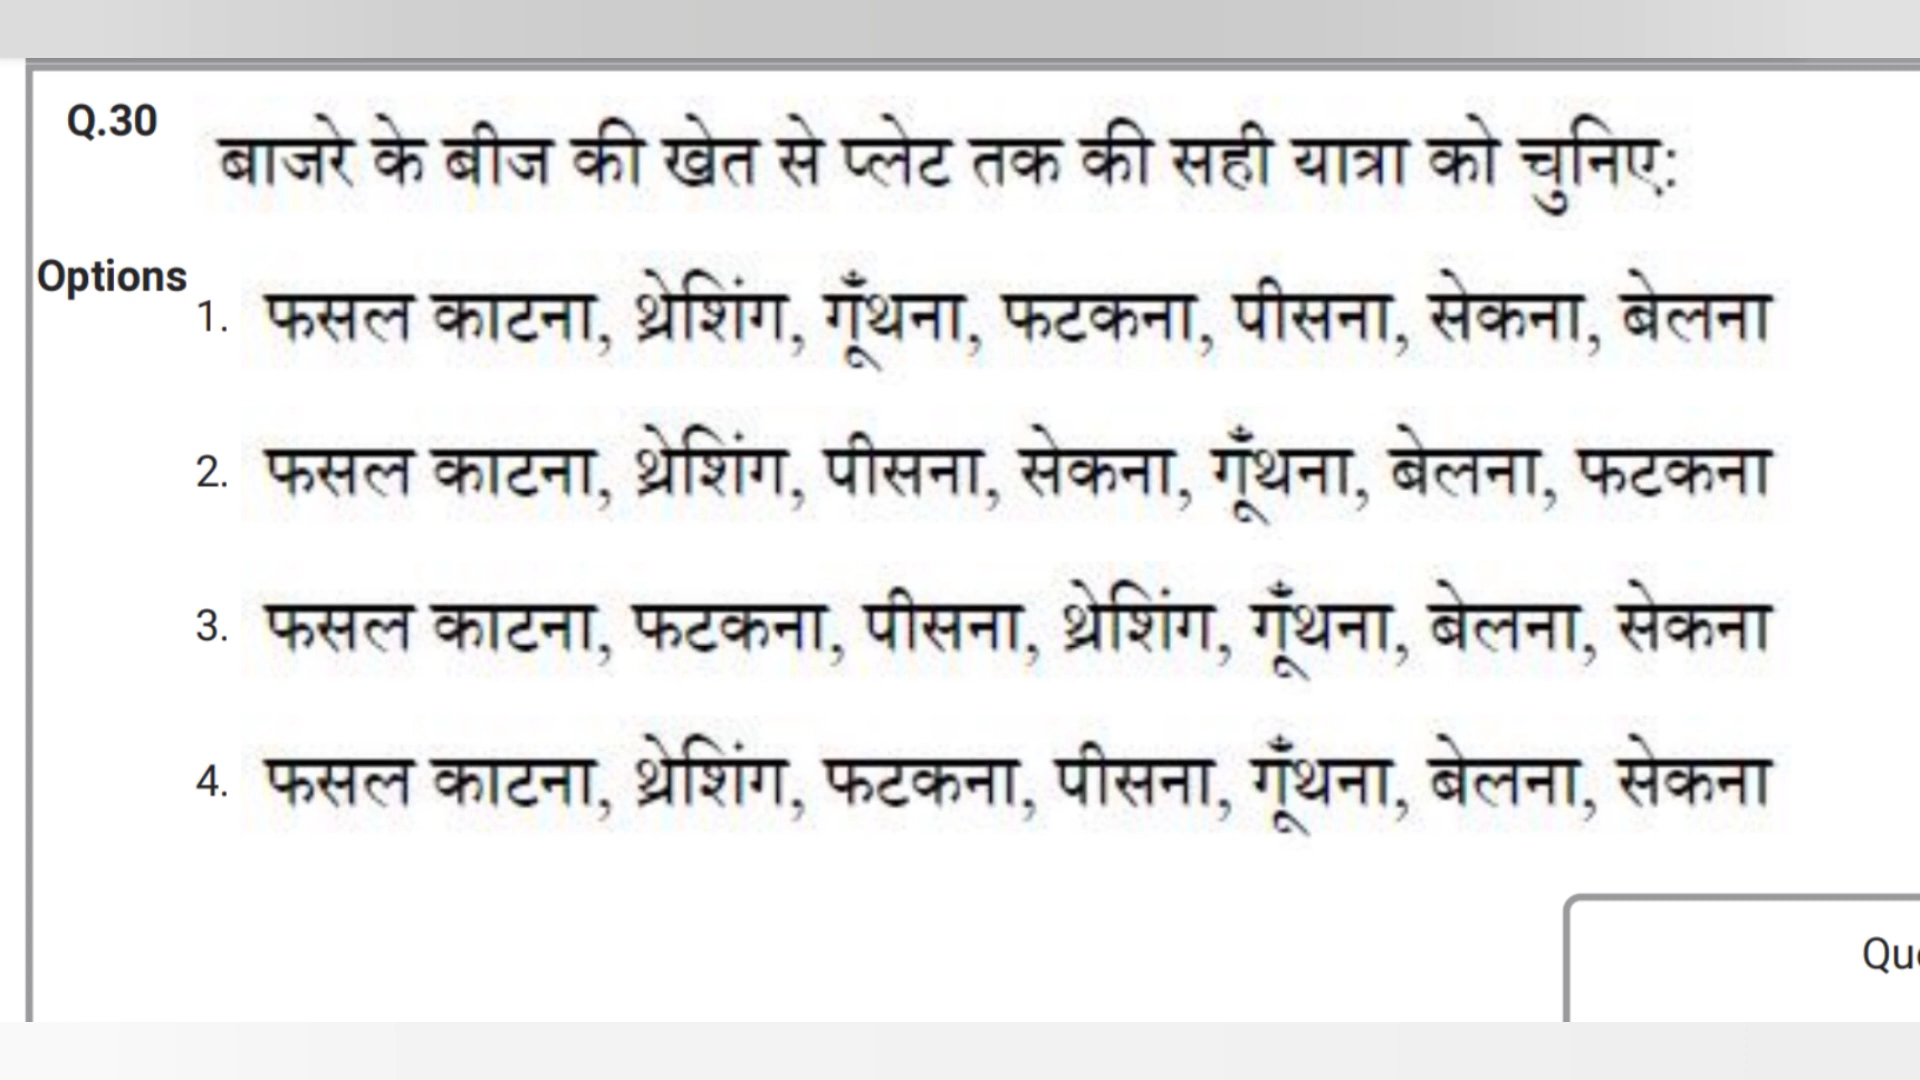 Q.30 बाजरे के बीज की खेत से प्लेट तक की सही यात्रा को चुनिए:
Options 1. फसल काटना, थ्रेशिंग, गूँथना, फटकना, पीसना, सेकना, बेलना
2. फसल काटना, थ्रेशिंग, पीसना, सेकना, गूँथना, बेलना, फटकना
3. फसल काटना, फटकना, पीसना, थ्रेशिंग, गूँथना, बेलना, सेकना
4. फसल काटना, थ्रेशिंग, फटकना, पीसना, गूँथना, बेलना, सेकना